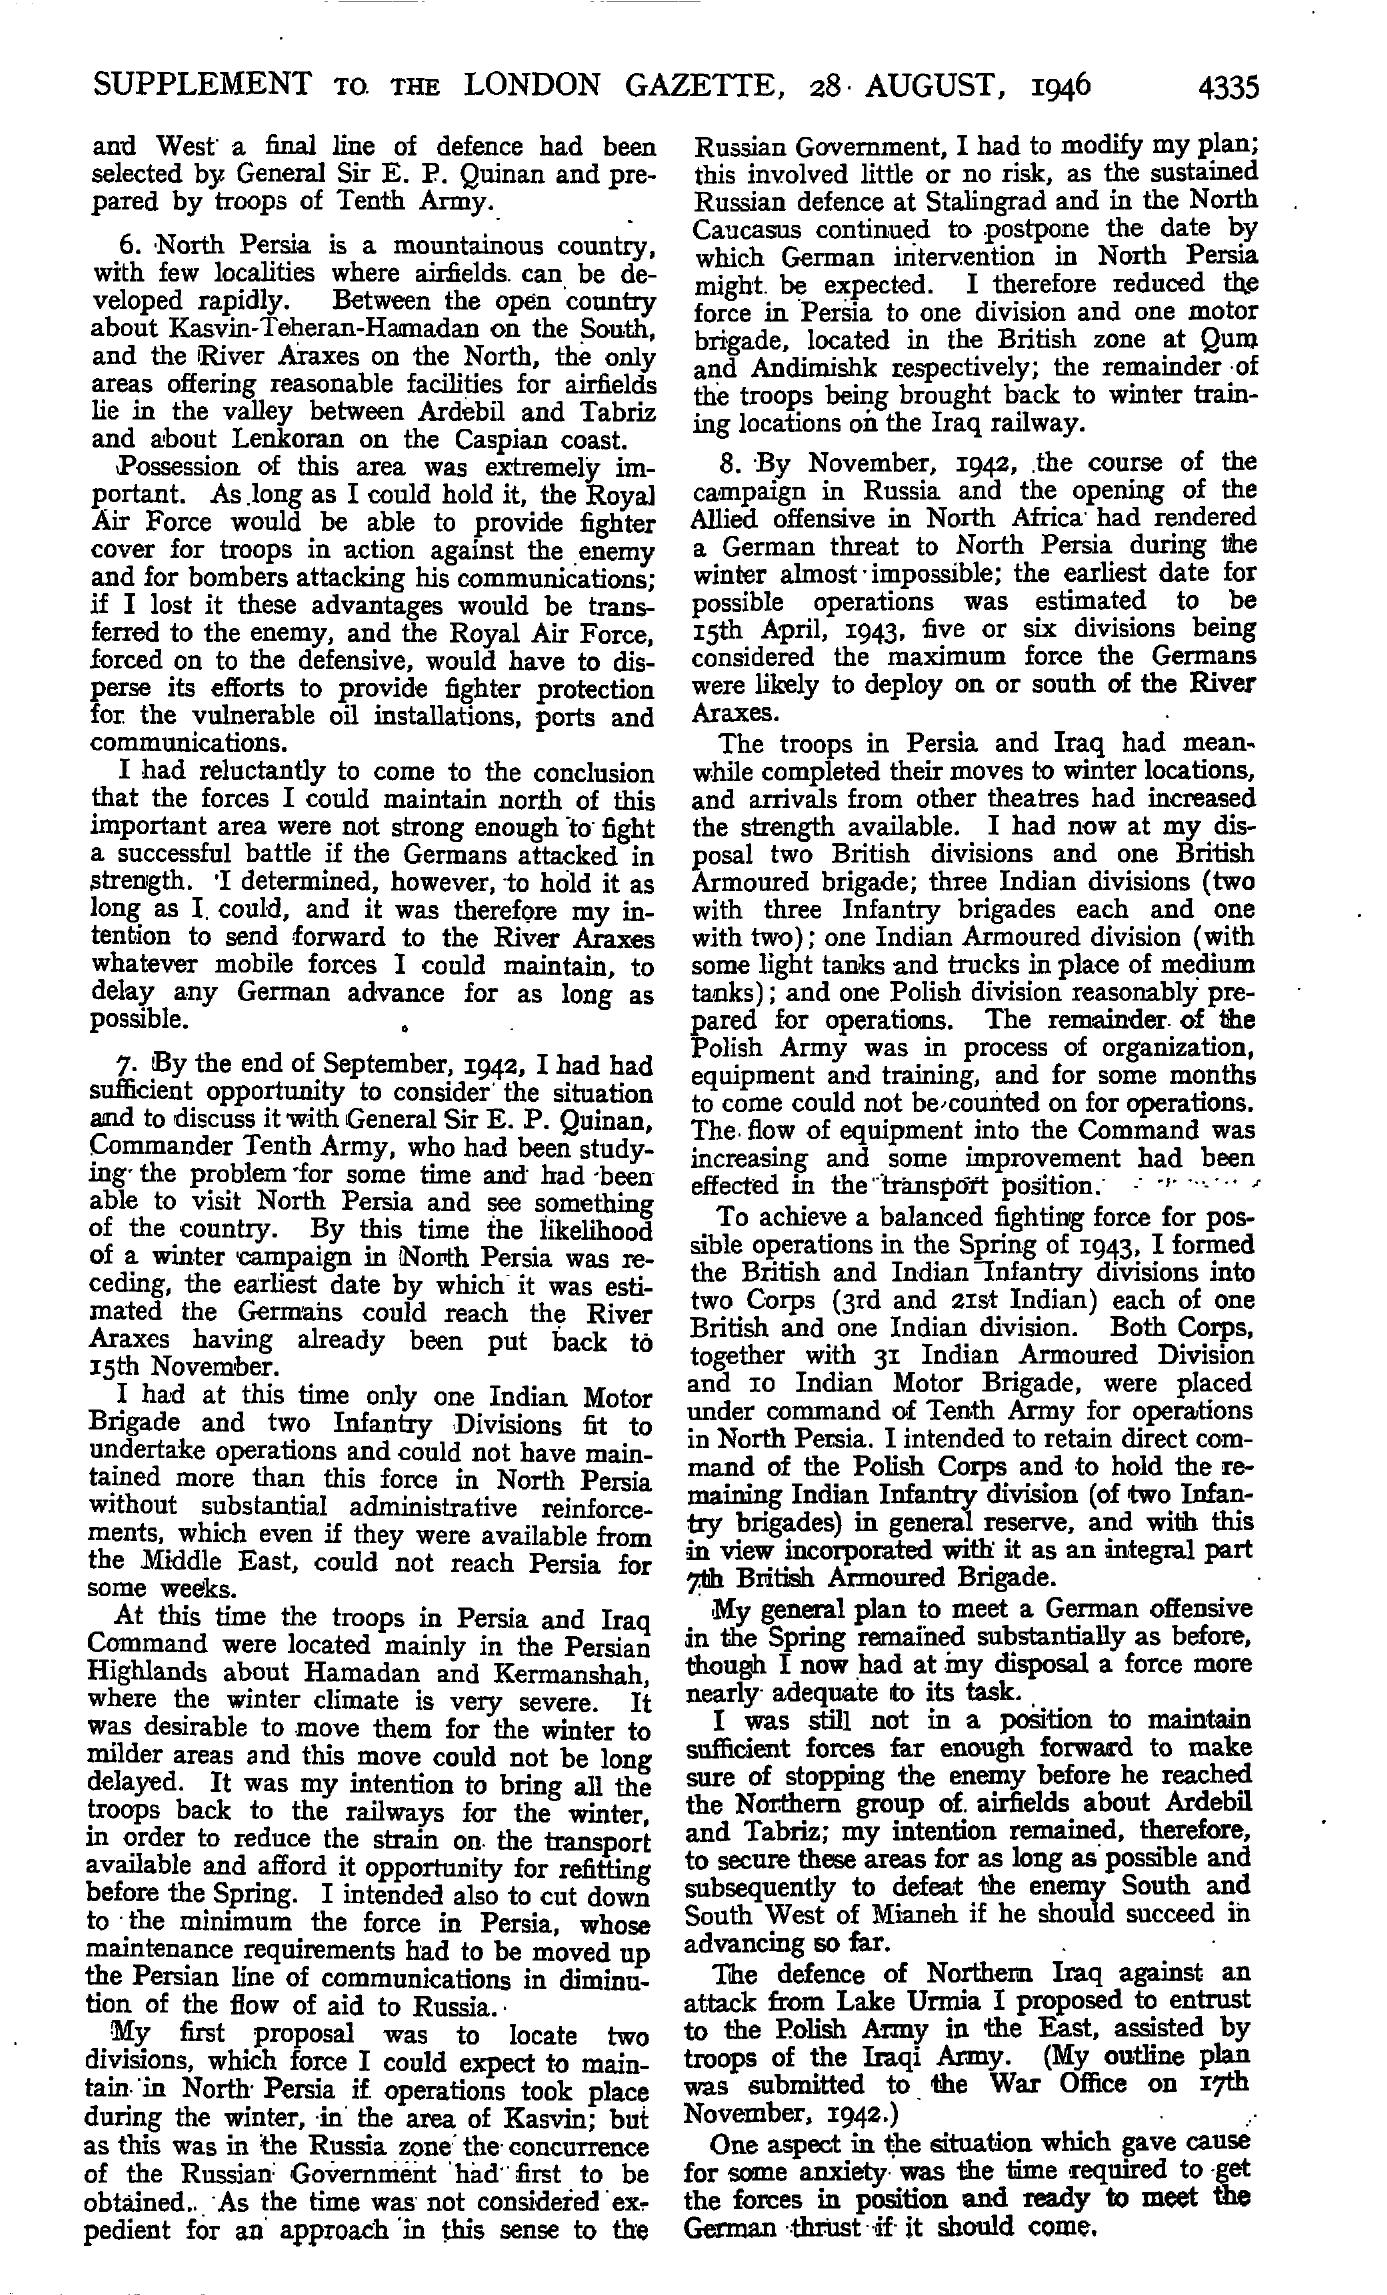 SUPPLEMENT TO THE LONDON GAZETTE, 28 AUGUST, 1946 4335
and West a final line of defence had been
selected by General Sir E. P. Quinan and pre-
pared by troops of Tenth Army.
6. North Persia is a mountainous country,
with few localities where airfields can be de-
veloped rapidly. Between the open country
about Kasvin-Teheran-Hamadan on the South,
and the River Araxes on the North, the only
areas offering reasonable facilities for airfields
lie in the valley between Ardebil and Tabriz
and about Lenkoran on the Caspian coast.
Possession of this area was extremely im-
portant. As long as I could hold it, the Royal
Air Force would be able to provide fighter
cover for troops in action against the enemy
and for bombers attacking his communications;
if I lost it these advantages would be trans-
ferred to the enemy, and the Royal Air Force,
forced on to the defensive, would have to dis-
perse its efforts to provide fighter protection
for the vulnerable oil installations, ports and
communications.
I had reluctantly to come to the conclusion
that the forces I could maintain north of this
important area were not strong enough to fight
a successful battle if the Germans attacked in
strength. I determined, however, to hold it as
long as I could, and it was therefore my in-
tention to send forward to the River Araxes
whatever mobile forces I could maintain, to
delay any German advance for as long as
possible.
7. By the end of September, 1942, I had had
sufficient opportunity to consider the situation
and to discuss it with General Sir E. P. Quinan,
Commander Tenth Army, who had been study-
ing the problem for some time and had been
able to visit North Persia and see something
of the country. By this time the likelihood
of a winter campaign in North Persia was re-
ceding, the earliest date by which it was esti-
mated the Germans could reach the River
Araxes having already been put back to
15th November.
I had at this time only one Indian Motor
Brigade and two Infantry Divisions fit to
undertake operations and could not have main-
tained more than this force in North Persia
without substantial administrative reinforce-
ments, which even if they were available from
the Middle East, could not reach Persia for
some weeks.
At this time the troops in Persia and Iraq
Command were located mainly in the Persian
Highlands about Hamadan and Kermanshah,
where the winter climate is very severe. It
was desirable to move them for the winter to
milder areas and this move could not be long
delayed. It was my intention to bring all the
troops back to the railways for the winter,
in order to reduce the strain on the transport
available and afford it opportunity for refitting
before the Spring. I intended also to cut down
to the minimum the force in Persia, whose
maintenance requirements had to be moved up
the Persian line of communications in diminu-
tion of the flow of aid to Russia.
My first proposal was to locate two
divisions, which force I could expect to main-
tain in North Persia if operations took place
during the winter, in the area of Kasvin; but
as this was in the Russia zone the concurrence
of the Russian Government had first to be
obtained. As the time was not considered ex-
pedient for an approach in this sense to the
Russian Government, I had to modify my plan;
this involved little or no risk, as the sustained
Russian defence at Stalingrad and in the North
Caucasus continued to postpone the date by
which German intervention in North Persia
might be expected. I therefore reduced the
force in Persia to one division and one motor
brigade, located in the British zone at Qum
and Andimishk respectively; the remainder of
the troops being brought back to winter train-
ing locations on the Iraq railway.
8. By November, 1942, the course of the
campaign in Russia and the opening of the
Allied offensive in North Africa had rendered
a German threat to North Persia during the
winter almost impossible; the earliest date for
possible operations was estimated to be
15th April, 1943, five or six divisions being
considered the maximum force the Germans
were likely to deploy on or south of the River
Araxes.
The troops in Persia and Iraq had mean-
while completed their moves to winter locations,
and arrivals from other theatres had increased
the strength available. I had now at my dis-
posal two British divisions and one British
Armoured brigade; three Indian divisions (two
with three Infantry brigades each and one
with two); one Indian Armoured division (with
some light tanks and trucks in place of medium
tanks); and one Polish division reasonably pre-
pared for operations. The remainder of the
Polish Army was in process of organization,
equipment and training, and for some months
to come could not be counted on for operations.
The flow of equipment into the Command was
increasing and some improvement had been
effected in the transport position.
To achieve a balanced fighting force for pos-
sible operations in the Spring of 1943, I formed
the British and Indian Infantry divisions into
two Corps (3rd and 21st Indian) each of one
British and one Indian division. Both Corps,
together with 31 Indian Armoured Division
and 10 Indian Motor Brigade, were placed
under command of Tenth Army for operations
in North Persia. I intended to retain direct com-
mand of the Polish Corps and to hold the re-
maining Indian Infantry division (of two Infan-
try brigades) in general reserve, and with this
in view incorporated with it as an integral part
7th British Armoured Brigade.
My general plan to meet a German offensive
in the Spring remained substantially as before,
though I now had at my disposal a force more
nearly adequate to its task.
I was still not in a position to maintain
sufficient forces far enough forward to make
sure of stopping the enemy before he reached
the Northern group of airfields about Ardebil
and Tabriz; my intention remained, therefore,
to secure these areas for as long as possible and
subsequently to defeat the enemy South and
South West of Mianeh if he should succeed in
advancing so far.
The defence of Northern Iraq against an
attack from Lake Urmia I proposed to entrust
to the Polish Army in the East, assisted by
troops of the Iraqi Army. (My outline plan
was submitted to the War Office on 17th
November, 1942.)
One aspect in the situation which gave cause
for some anxiety was the time required to get
the forces in position and ready to meet the
German thrust if it should come.